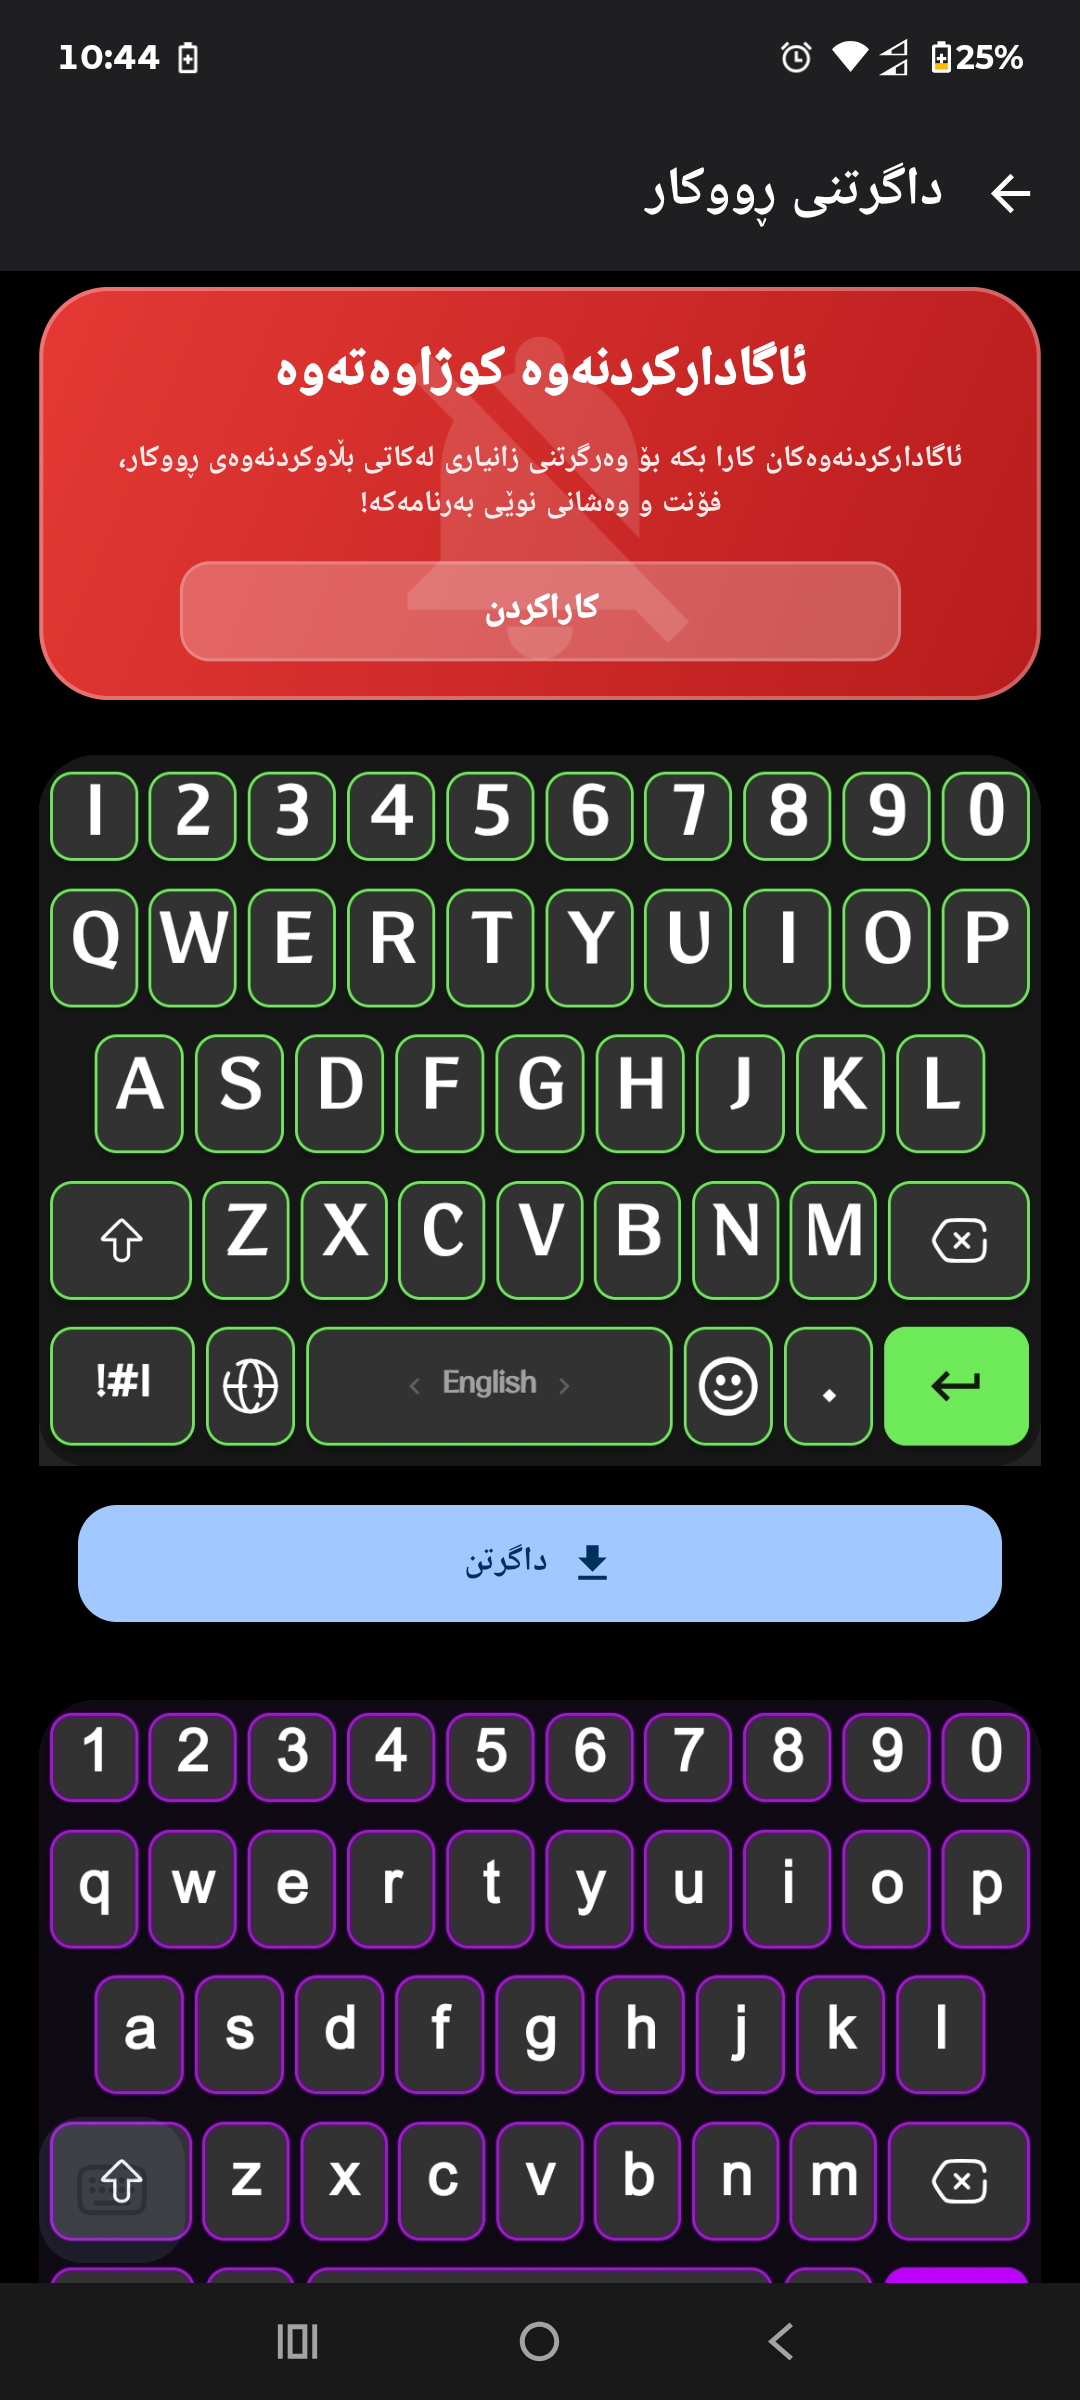 10:44
25%
داگرتنی ڕووکار
ئاگادارکردنەوە کوژاوەتەوە
ئاگادارکردنەوەکان کارا بکە بۆ وەرگرتنی زانیاری لەکاتی بڵاوکردنەوەی ڕووکار،
فۆنت و وەشانی نوێی بەرنامەکە!
کاراکردن
1 2 3 4 5 6 7 8 9 0
Q W E R T Y U I O P
A S D F G H J K L
Z X C V B N M
!#| < English > .
داگرتن
1 2 3 4 5 6 7 8 9 0
q w e r t y u i o p
a s d f g h j k l
z x c v b n m